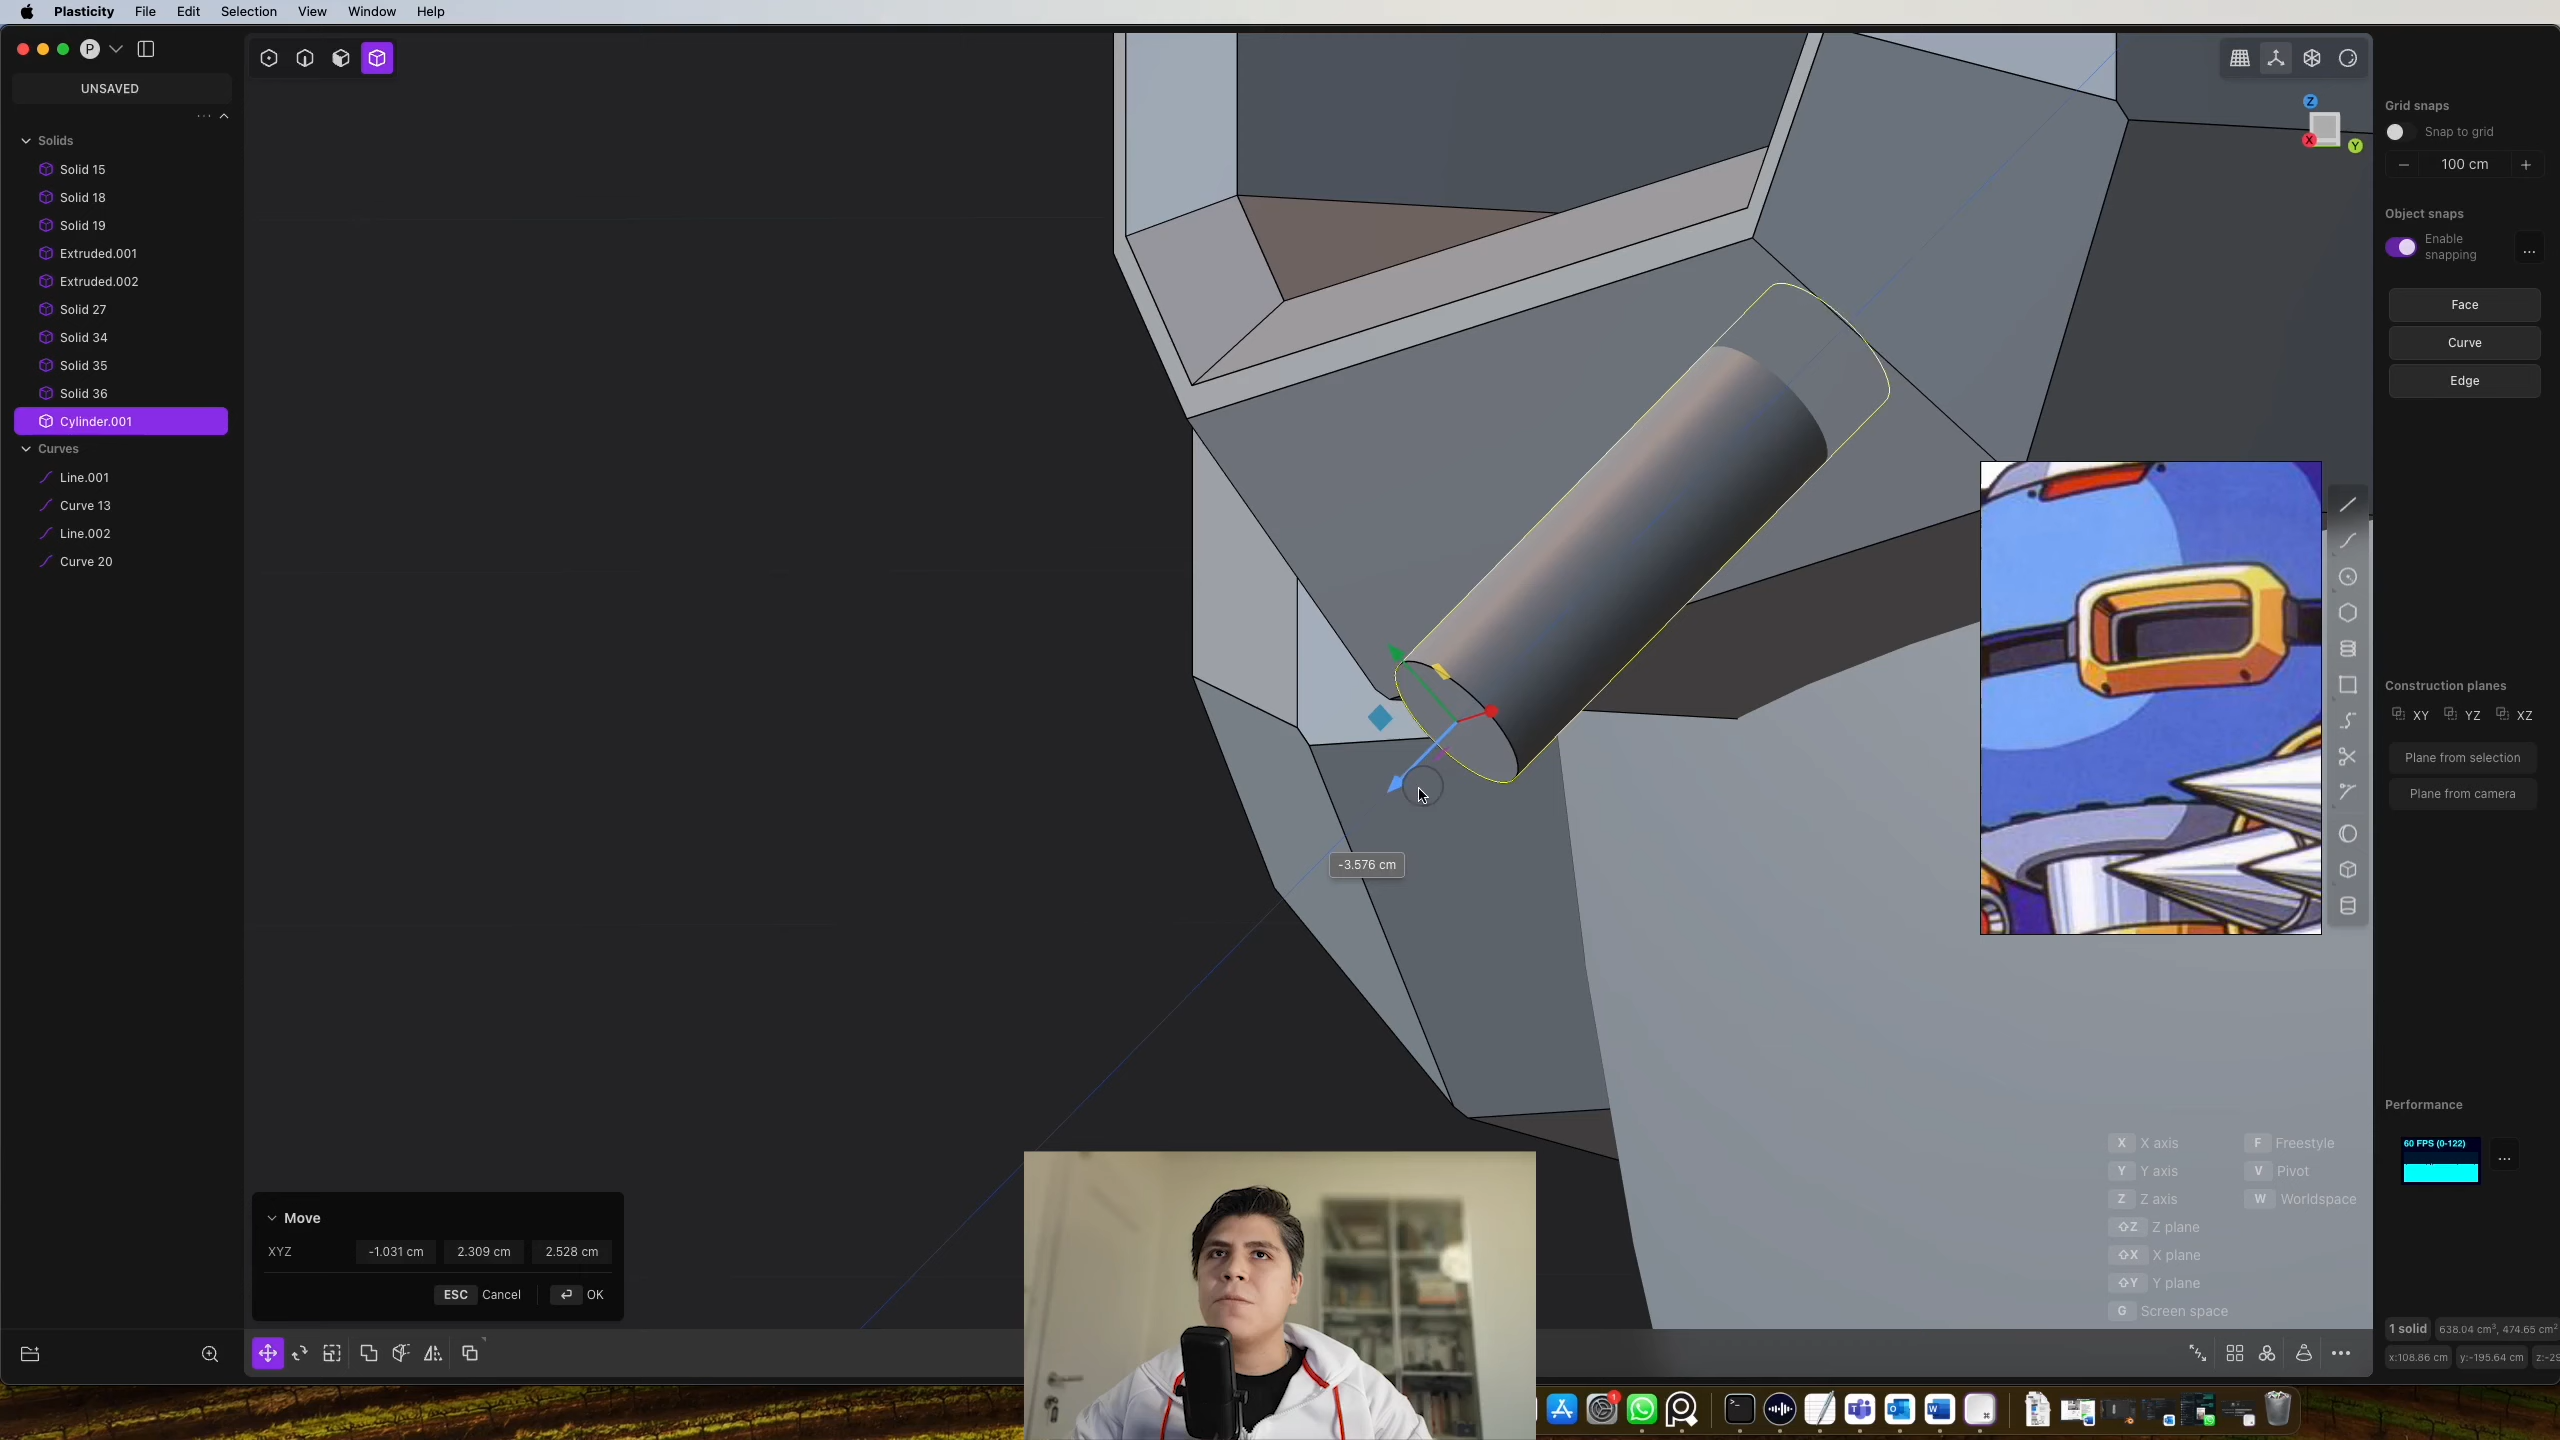 Plasticity File Edit Selection View Window Help
P
UNSAVED
Solids
Solid 15
Solid 18
Solid 19
Extruded.001
Extruded.002
Solid 27
Solid 34
Solid 35
Solid 36
Cylinder.001
Curves
Line.001
Curve 13
Line.002
Curve 20
Z
X
Y
-3.576 cm
Move
XYZ -1.031 cm 2.309 cm 2.528 cm
ESC Cancel OK
X X axis F Freestyle
Y Y axis V Pivot
Z Z axis W Worldspace
⇧Z Z plane
⇧X X plane
⇧Y Y plane
G Screen space
Grid snaps
Snap to grid
100 cm
Object snaps
Enable
snapping
Face
Curve
Edge
Construction planes
XY YZ XZ
Plane from selection
Plane from camera
Performance
60 FPS (0-122)
1 solid 638.04 cm³, 474.65 cm²
x:108.86 cm y:-195.64 cm z:-29
1